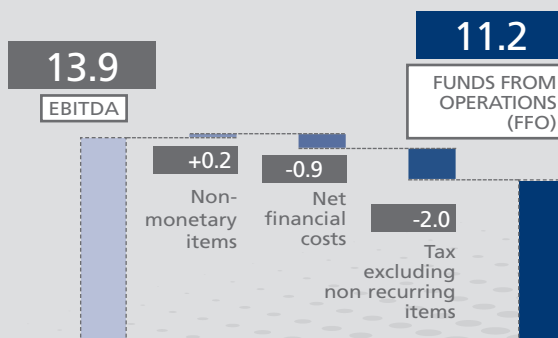 13.9
EBITDA
+0.2
Non-
monetary
items
-0.9
Net
financial
costs
-2.0
Tax
excluding
non recurring
items
11.2
FUNDS FROM
OPERATIONS
(FFO)